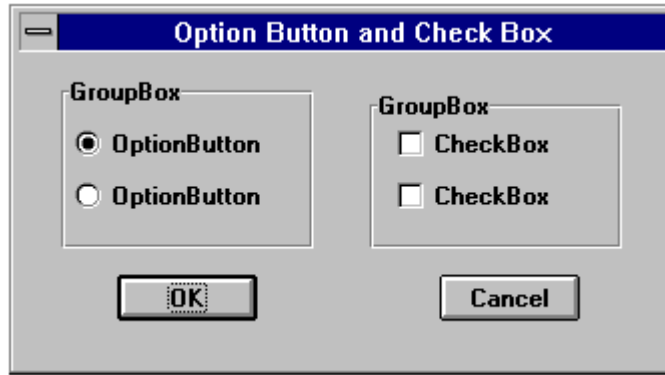 Option Button and Check Box
GroupBox
OptionButton
OptionButton
GroupBox
CheckBox
CheckBox
OK
Cancel